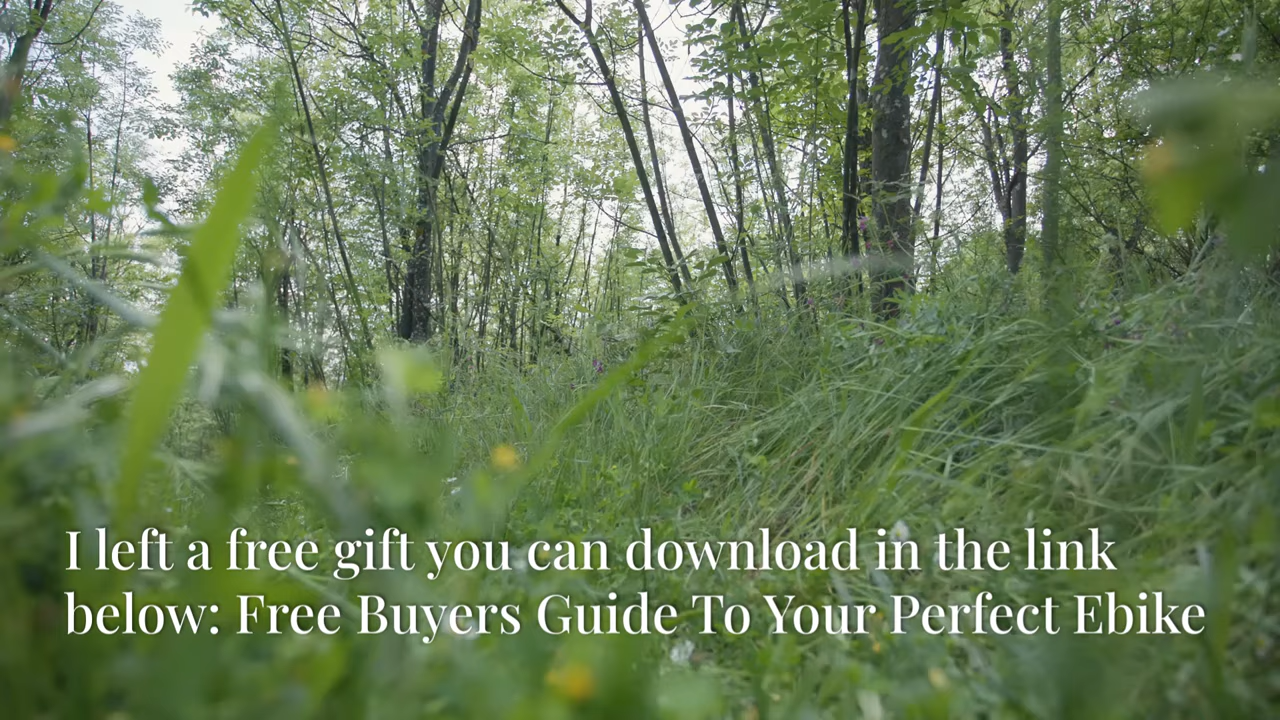 I left a free gift you can download in the link
below: Free Buyers Guide To Your Perfect Ebike